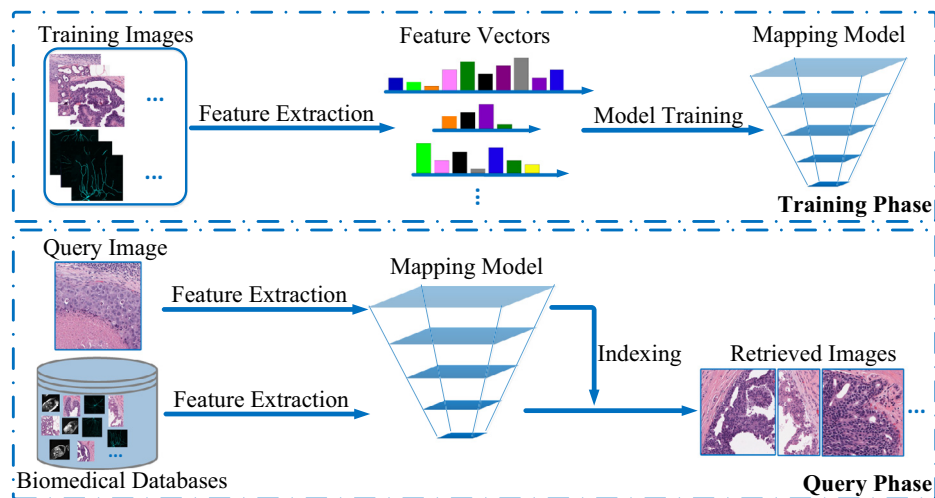 Training Images
Feature Vectors
Mapping Model
...
Feature Extraction
Model Training
...
...
Training Phase
Query Image
Mapping Model
Feature Extraction
Indexing
Retrieved Images
Feature Extraction
...
...
Biomedical Databases
Query Phase